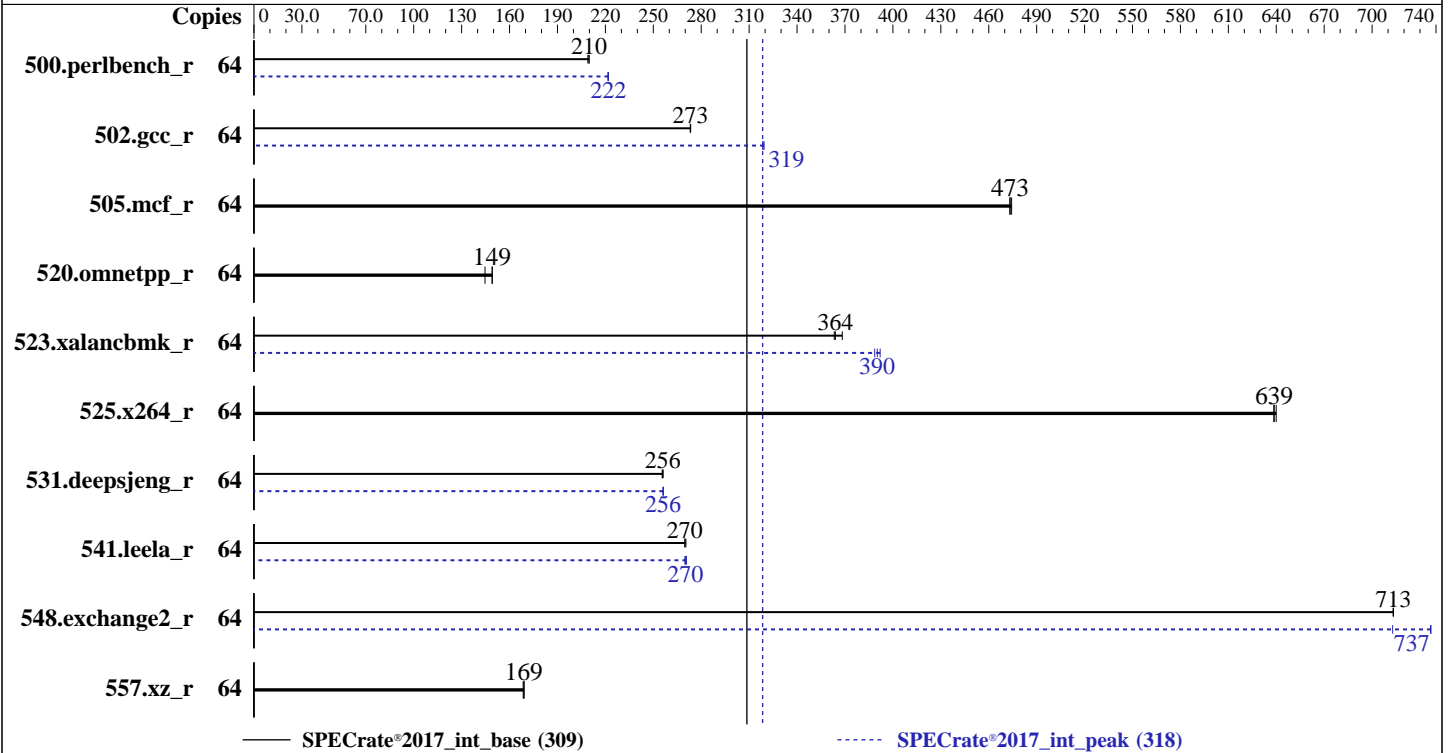 Copies 0 30.0 70.0 100 130 160 190 220 250 280 310 340 370 400 430 460 490 520 550 580 610 640 670 700 740
500.perlbench_r 64 210
222
502.gcc_r 64 273
319
505.mcf_r 64 473
520.omnetpp_r 64 149
523.xalancbmk_r 64 364
390
525.x264_r 64 639
531.deepsjeng_r 64 256
256
541.leela_r 64 270
270
548.exchange2_r 64 713
737
557.xz_r 64 169
SPECrate®2017_int_base (309) SPECrate®2017_int_peak (318)